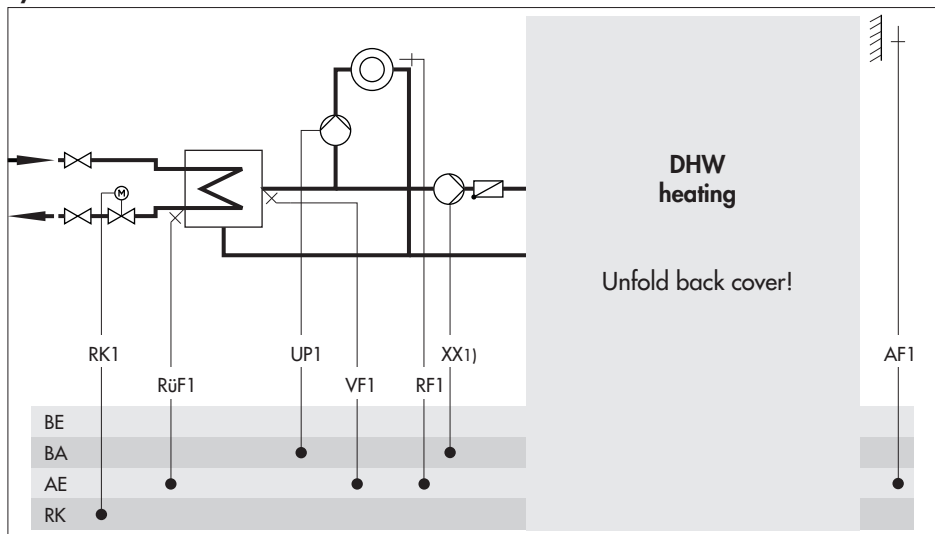 M
DHW
heating
Unfold back cover!
RK1
UP1
XX1)
AF1
RüF1
VF1
RF1
BE
BA
AE
RK